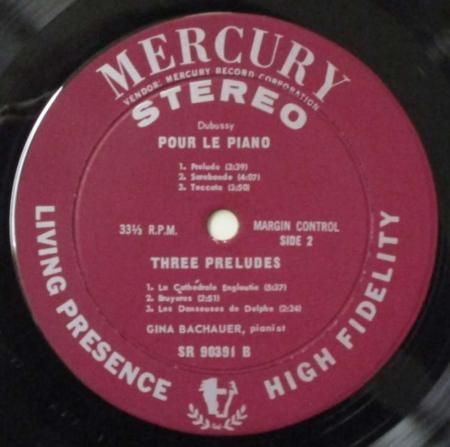 MERCURY
VENDOR: MERCURY RECORD CORPORATION
STEREO
Debussy
POUR LE PIANO
1. Prelude (3:39)
2. Sarabande (4:07)
3. Toccata (3:50)
33⅓ R.P.M.
MARGIN CONTROL
SIDE 2
THREE PRELUDES
1. La Cathédrale Engloutie (5:37)
2. Bruyeres (2:51)
3. Les Danseuses de Delphe (2:24)
GINA BACHAUER, pianist
SR 90391 B
LIVING PRESENCE
HIGH FIDELITY